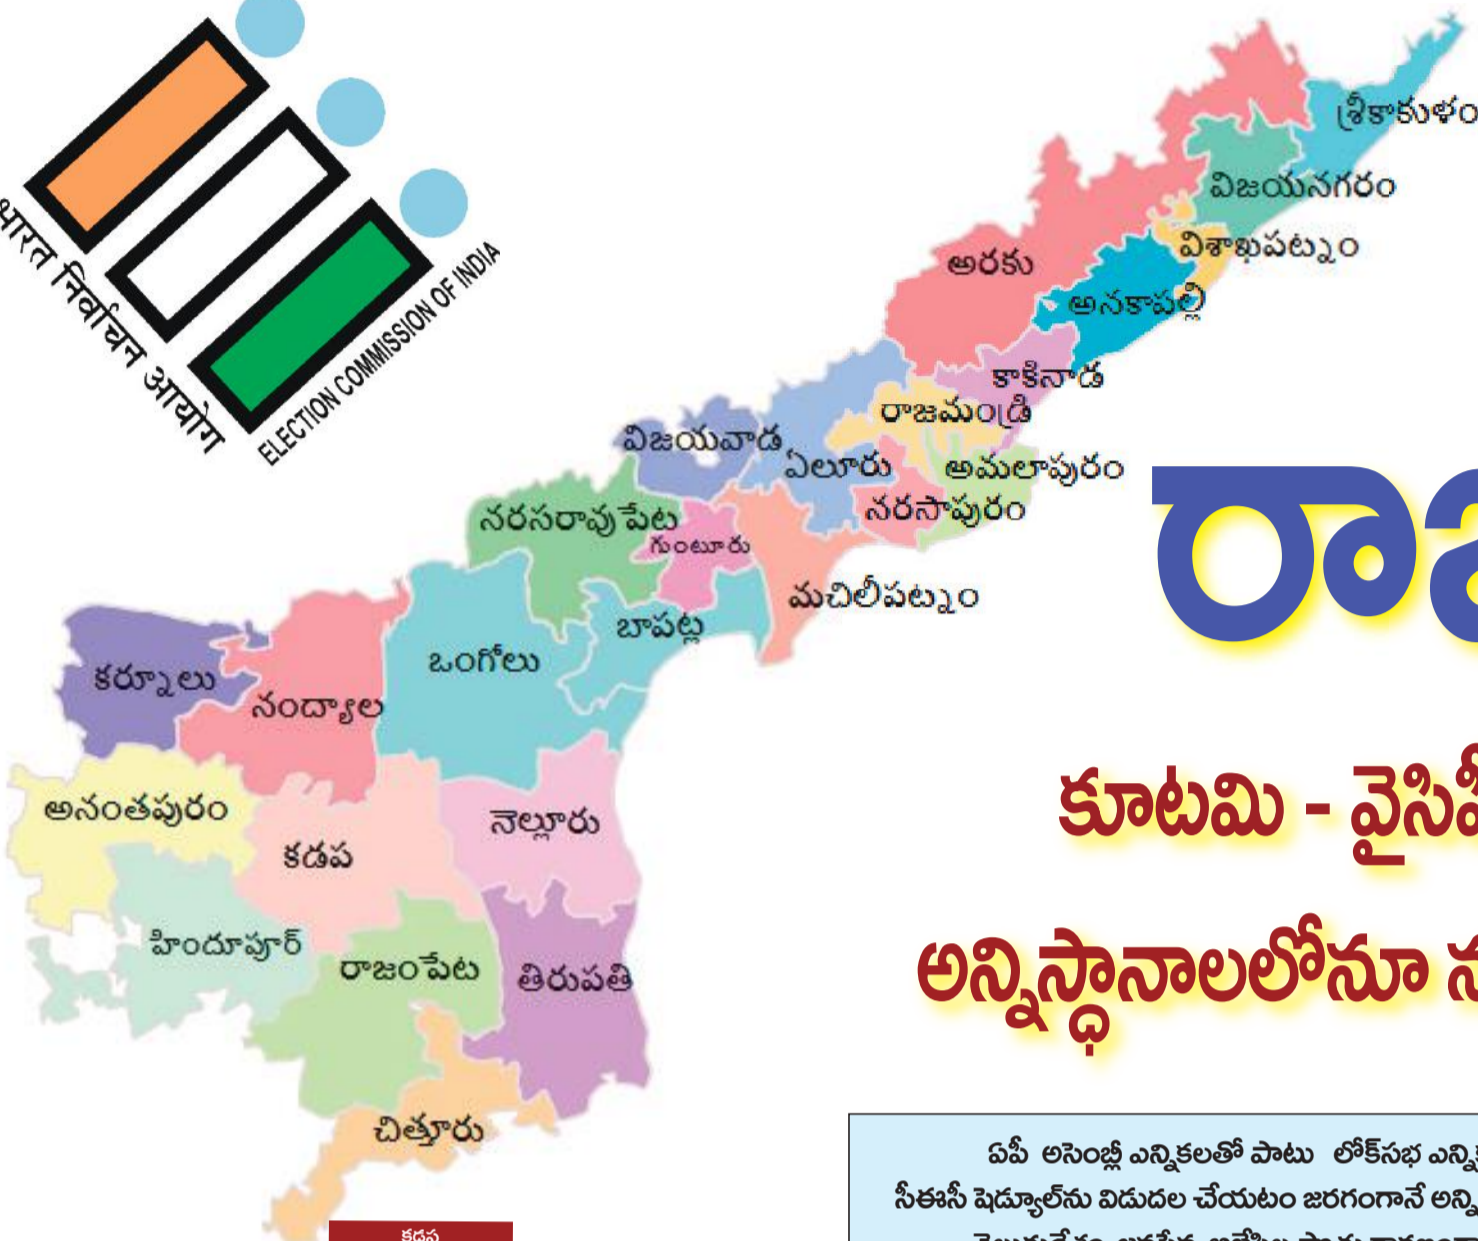 भारत निर्वाचन आयोग
ELECTION COMMISSION OF INDIA
శ్రీకాకుళం
విజయనగరం
విశాఖపట్నం
అరకు
అనకాపల్లి
కాకినాడ
రాజమండ్రి
విజయవాడ
ఏలూరు
అమలాపురం
నరసాపురం
నరసరావుపేట
గుంటూరు
మచిలీపట్నం
బాపట్ల
ఒంగోలు
కర్నూలు
నంద్యాల
అనంతపురం
నెల్లూరు
కడప
హిందూపూర్
రాజంపేట
తిరుపతి
చిత్తూరు
కడప
కూటమి - వైసిపీ
అన్నిస్థానాలలోనూ
ఏపీ అసెంబ్లీ ఎన్నికలతో పాటు లోక్‌సభ
సీఈసీ షెడ్యూల్‌ను విడుదల చేయటం జరగంగానే